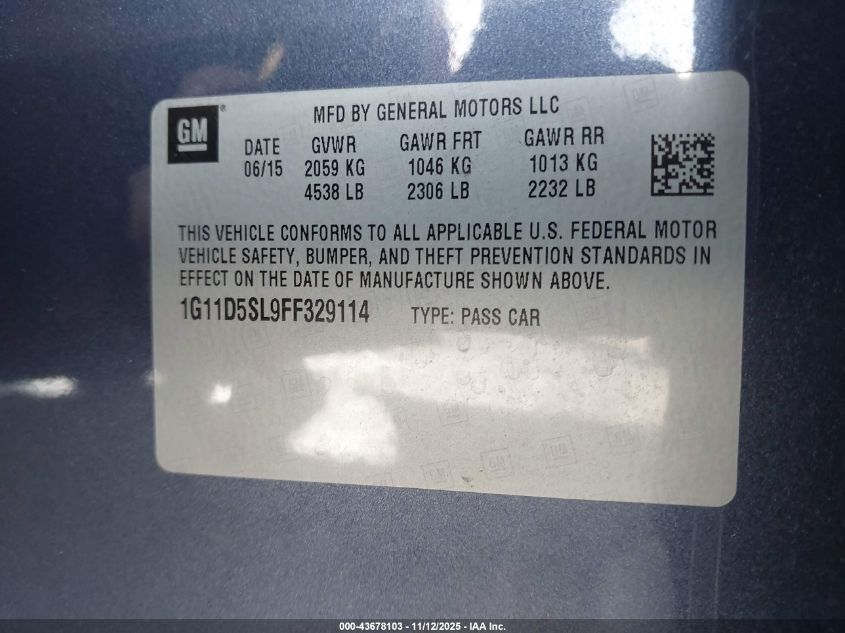 GM ® MFD BY GENERAL MOTORS LLC
DATE GVWR GAWR FRT GAWR RR
06/15 2059 KG 1046 KG 1013 KG
4538 LB 2306 LB 2232 LB
THIS VEHICLE CONFORMS TO ALL APPLICABLE U.S. FEDERAL MOTOR
VEHICLE SAFETY, BUMPER, AND THEFT PREVENTION STANDARDS IN
EFFECT ON THE DATE OF MANUFACTURE SHOWN ABOVE.
1G11D5SL9FF329114 TYPE: PASS CAR
000-43678103 - 11/12/2025 - IAA Inc.